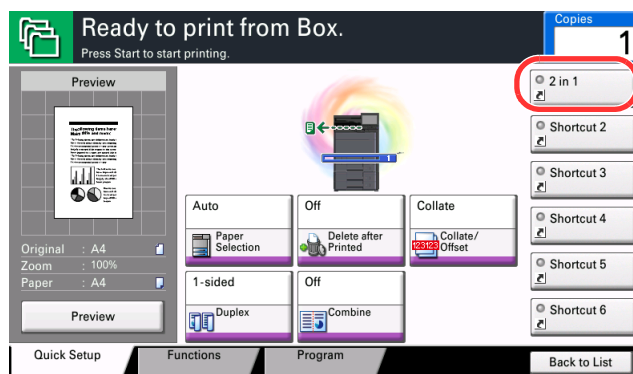 Ready to print from Box.
Press Start to start printing.
Copies
1
Preview
Original : A4
Zoom : 100%
Paper : A4
Preview
1
Auto
Paper
Selection
Off
Delete after
Printed
Collate
123123
Collate/
Offset
1-sided
Duplex
Off
Combine
2 in 1
Shortcut 2
Shortcut 3
Shortcut 4
Shortcut 5
Shortcut 6
Quick Setup
Functions
Program
Back to List